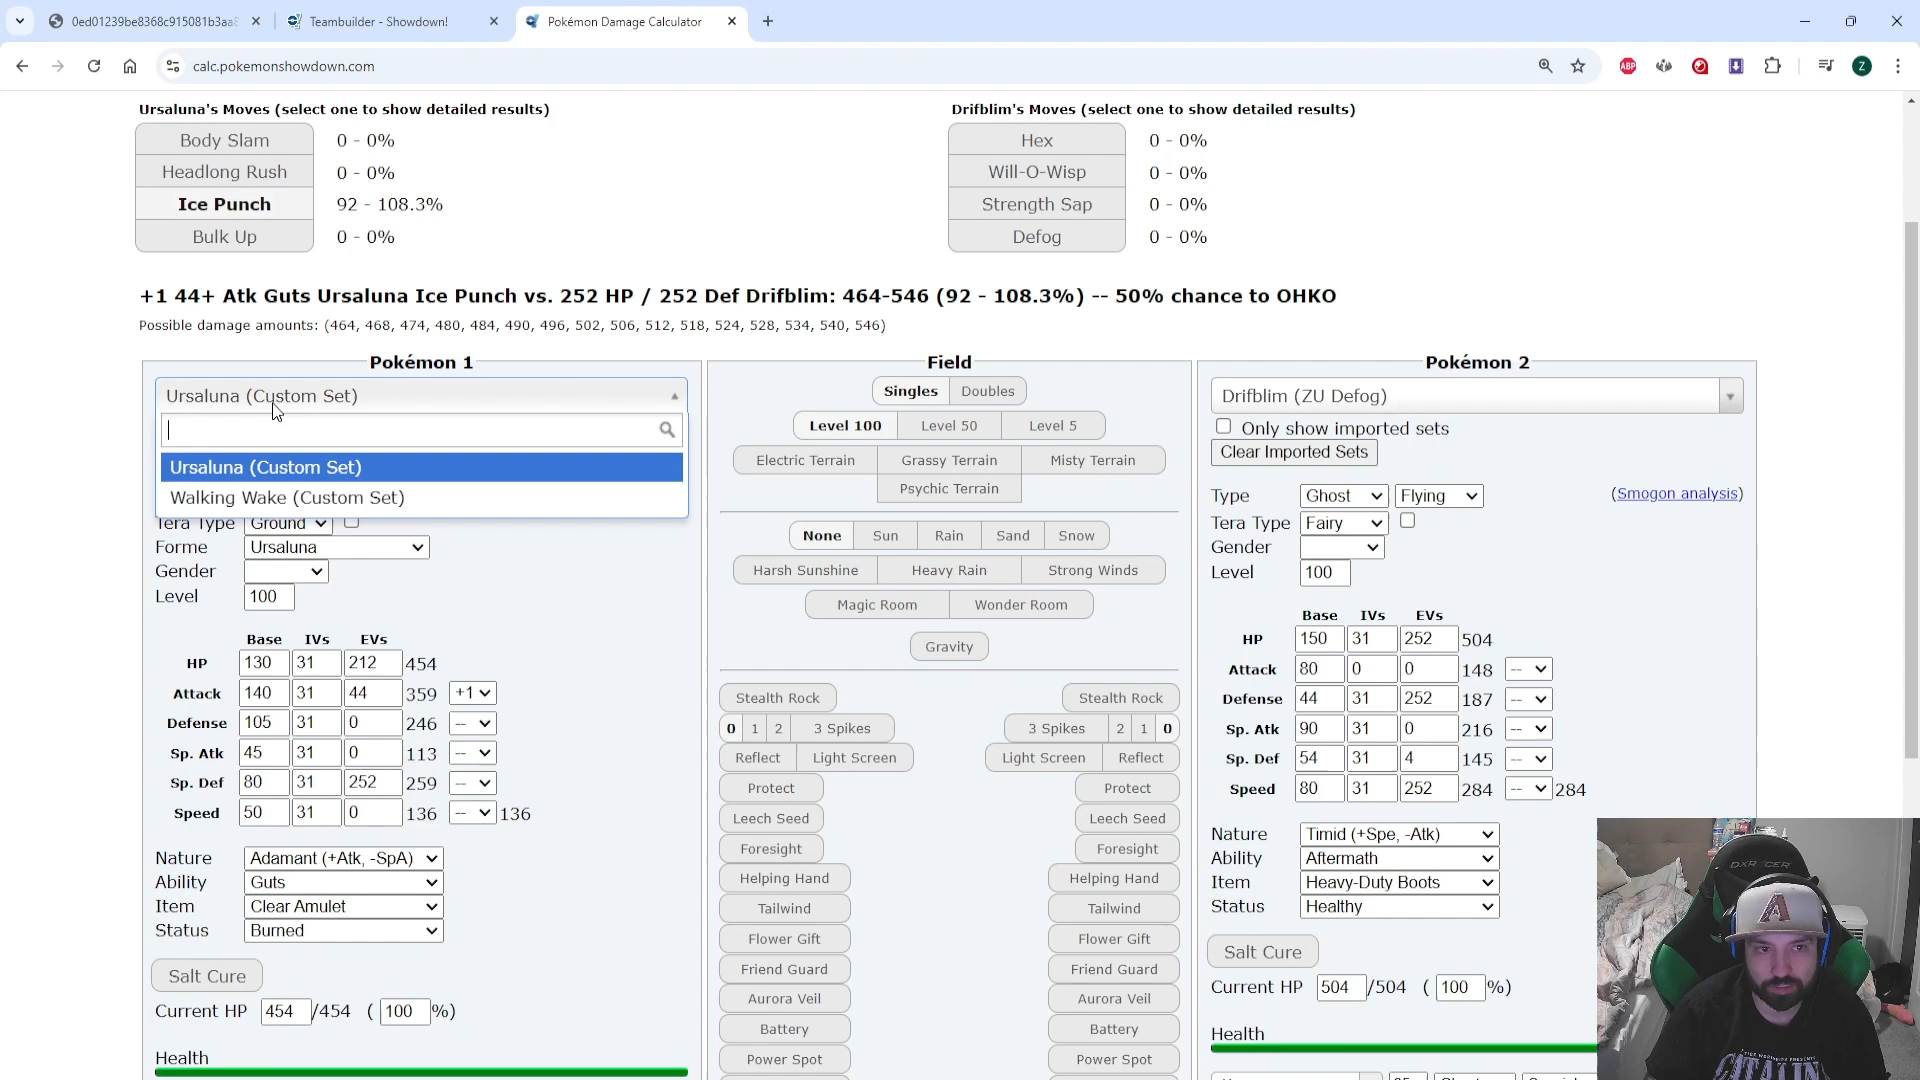 0ed01239be8368c915081b3aa8
Teambuilder - Showdown!
Pokémon Damage Calculator
calc.pokemonshowdown.com
ABP
Z
Ursaluna's Moves (select one to show detailed results)
Drifblim's Moves (select one to show detailed results)
Body Slam 0 - 0%
Hex 0 - 0%
Headlong Rush 0 - 0%
Will-O-Wisp 0 - 0%
Ice Punch 92 - 108.3%
Strength Sap 0 - 0%
Bulk Up 0 - 0%
Defog 0 - 0%
+1 44+ Atk Guts Ursaluna Ice Punch vs. 252 HP / 252 Def Drifblim: 464-546 (92 - 108.3%) -- 50% chance to OHKO
Possible damage amounts: (464, 468, 474, 480, 484, 490, 496, 502, 506, 512, 518, 524, 528, 534, 540, 546)
Pokémon 1
Ursaluna (Custom Set)
Ursaluna (Custom Set)
Walking Wake (Custom Set)
Tera Type Ground
Forme Ursaluna
Gender
Level 100
Base IVs EVs
HP 130 31 212 454
Attack 140 31 44 359 +1
Defense 105 31 0 246 --
Sp. Atk 45 31 0 113 --
Sp. Def 80 31 252 259 --
Speed 50 31 0 136 -- 136
Nature Adamant (+Atk, -SpA)
Ability Guts
Item Clear Amulet
Status Burned
Salt Cure
Current HP 454 /454 ( 100 %)
Health
Field
Singles Doubles
Level 100 Level 50 Level 5
Electric Terrain Grassy Terrain Misty Terrain
Psychic Terrain
None Sun Rain Sand Snow
Harsh Sunshine Heavy Rain Strong Winds
Magic Room Wonder Room
Gravity
Stealth Rock Stealth Rock
0 1 2 3 Spikes 3 Spikes 2 1 0
Reflect Light Screen Light Screen Reflect
Protect Protect
Leech Seed Leech Seed
Foresight Foresight
Helping Hand Helping Hand
Tailwind Tailwind
Flower Gift Flower Gift
Friend Guard Friend Guard
Aurora Veil Aurora Veil
Battery Battery
Power Spot Power Spot
Pokémon 2
Drifblim (ZU Defog)
Only show imported sets
Clear Imported Sets
Type Ghost Flying (Smogon analysis)
Tera Type Fairy
Gender
Level 100
Base IVs EVs
HP 150 31 252 504
Attack 80 0 0 148 --
Defense 44 31 252 187 --
Sp. Atk 90 31 0 216 --
Sp. Def 54 31 4 145 --
Speed 80 31 252 284 -- 284
Nature Timid (+Spe, -Atk)
Ability Aftermath
Item Heavy-Duty Boots
Status Healthy
Salt Cure
Current HP 504 /504 ( 100 %)
Health
DXRACER
A